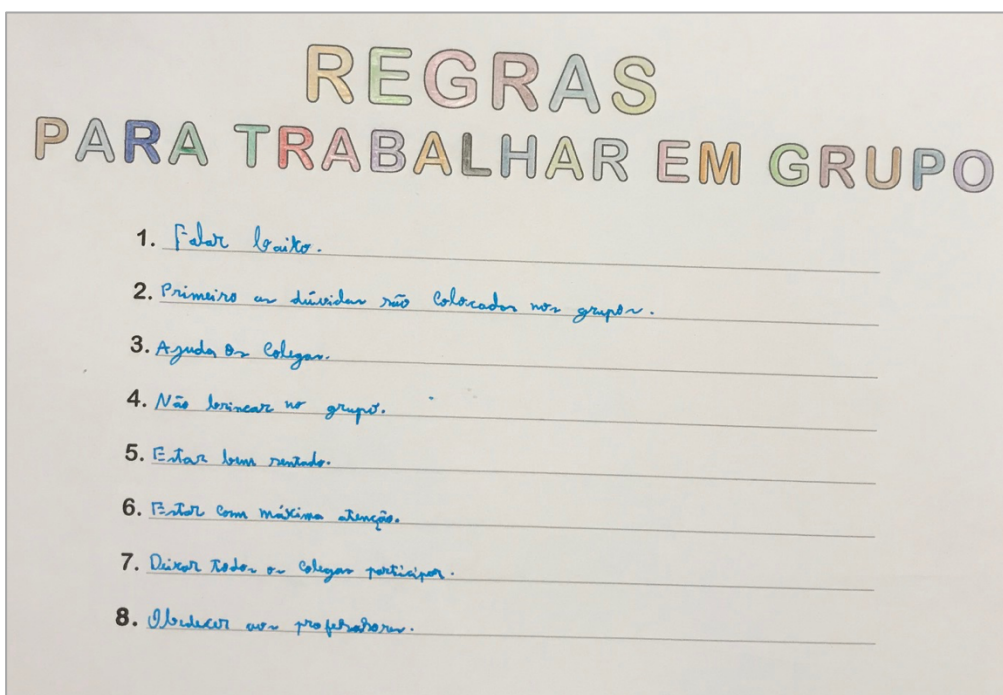 REGRAS
PARA TRABALHAR EM GRUPO
1. Falar baixo.
2. Primeiro as dúvidas são colocadas nos grupos.
3. Ajudar os colegas.
4. Não brincar no grupo.
5. Estar bem sentado.
6. Estar com máxima atenção.
7. Deixar todos os colegas participar.
8. Obedecer aos professores.